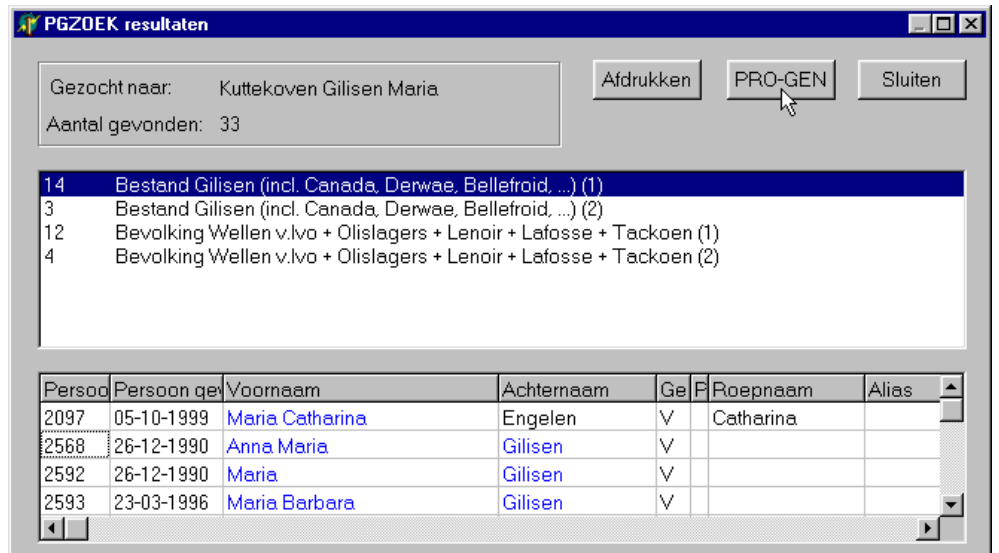 PGZOEK resultaten
Gezocht naar: Kuttekoven Gilisen Maria
Aantal gevonden: 33
Afdrukken PRO-GEN Sluiten
14 Bestand Gilisen (incl. Canada, Derwae, Bellefroid, ...) (1)
3 Bestand Gilisen (incl. Canada, Derwae, Bellefroid, ...) (2)
12 Bevolking Wellen v.Ivo + Olislagers + Lenoir + Lafosse + Tackoen (1)
4 Bevolking Wellen v.Ivo + Olislagers + Lenoir + Lafosse + Tackoen (2)
Persoo Persoon gev Voornaam Achternaam Ge P Roepnaam Alias
2097 05-10-1999 Maria Catharina Engelen V Catharina
2568 26-12-1990 Anna Maria Gilisen V
2592 26-12-1990 Maria Gilisen V
2593 23-03-1996 Maria Barbara Gilisen V